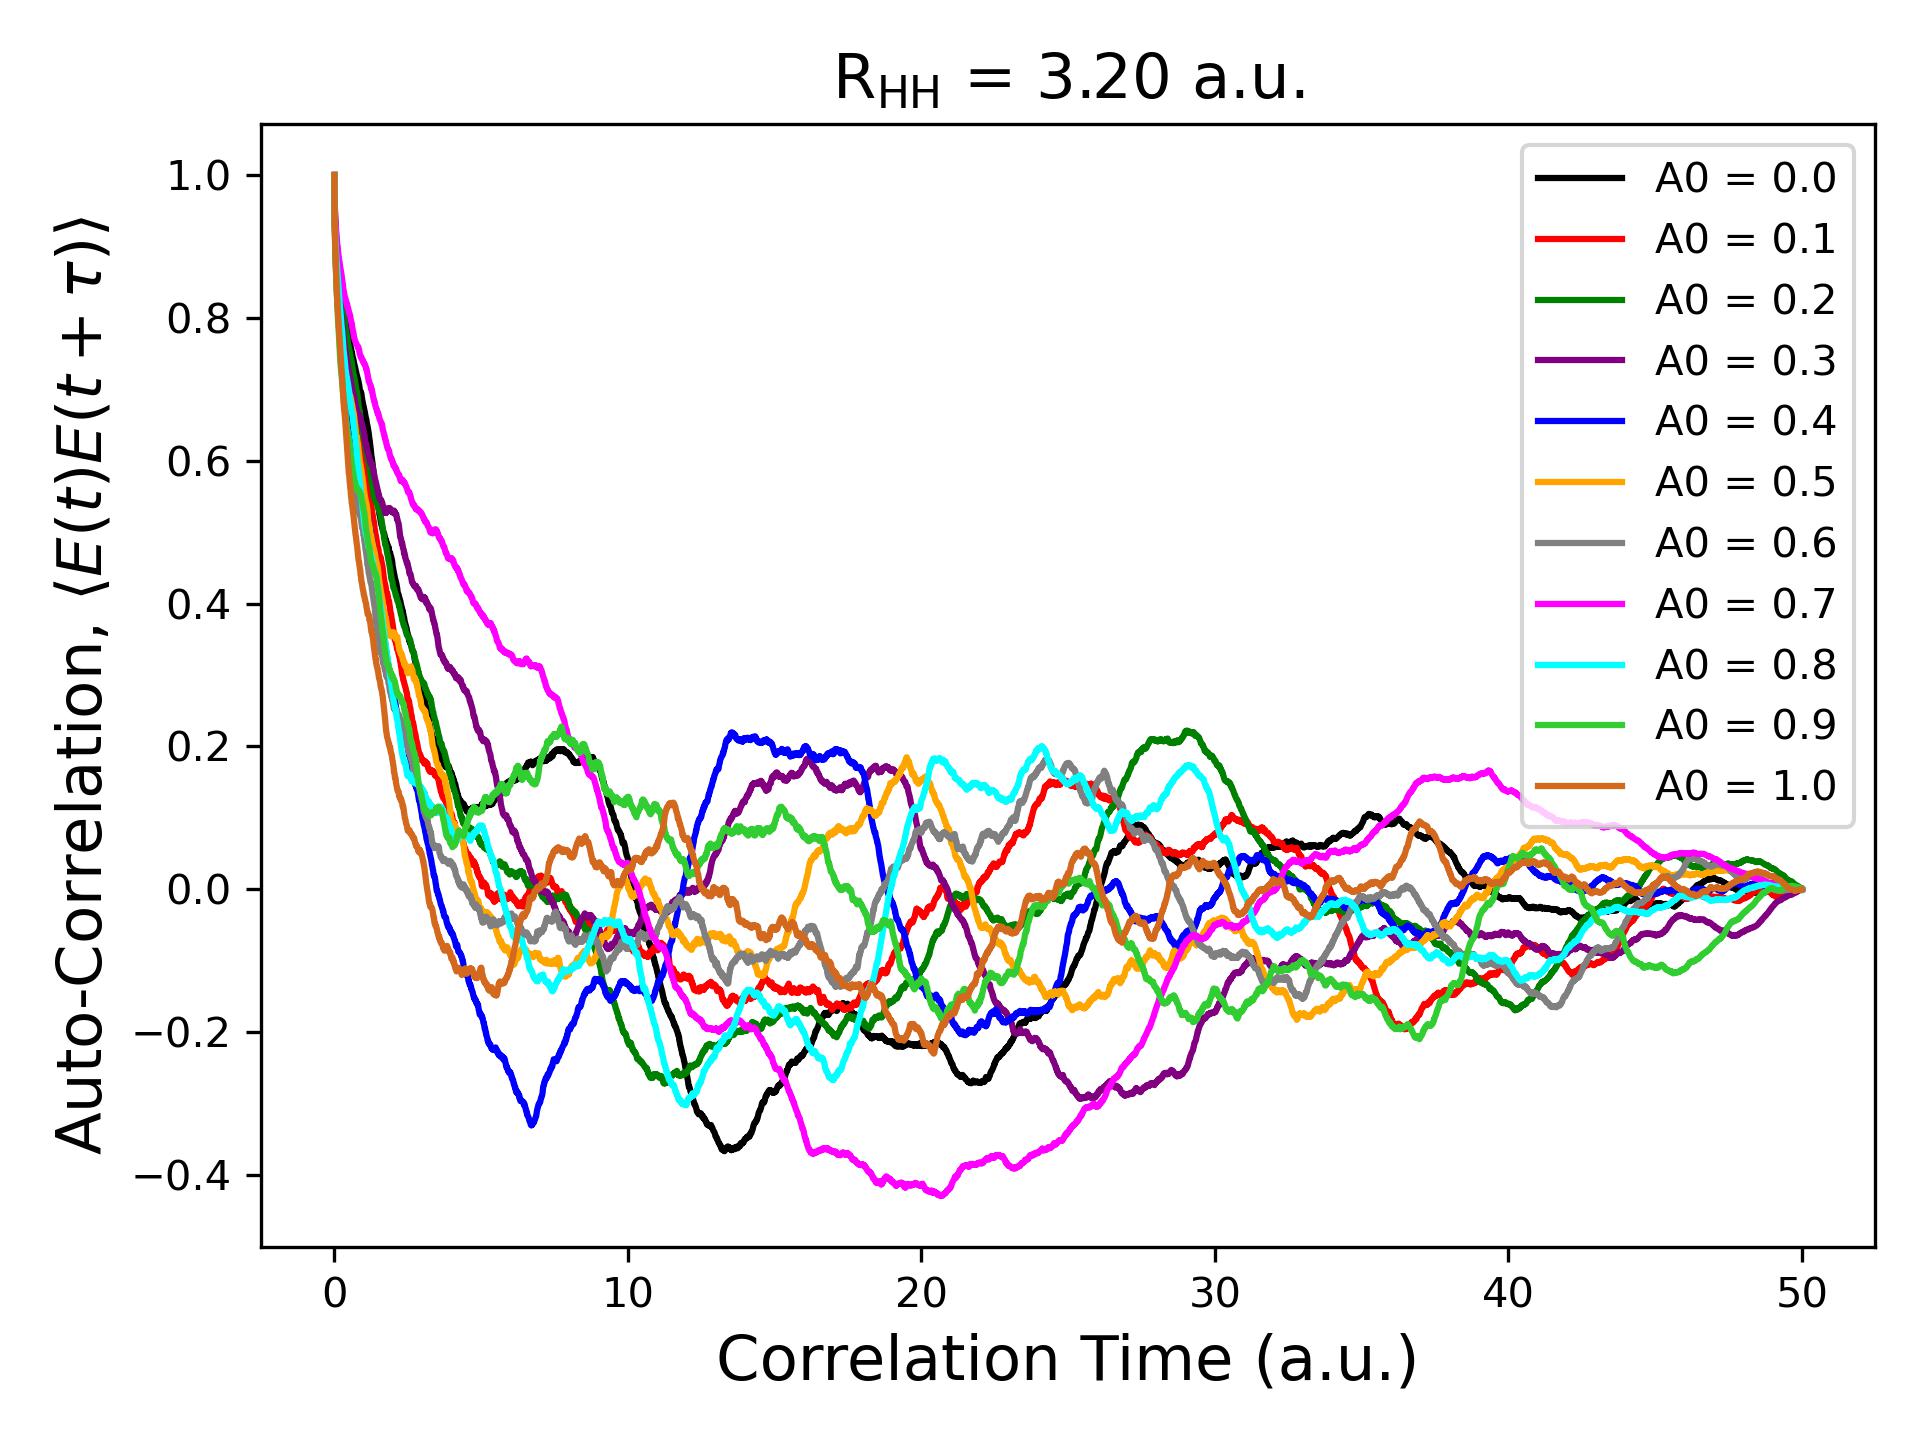 R_HH = 3.20 a.u.
Auto-Correlation, ⟨E(t)E(t + τ)⟩
1.0
0.8
0.6
0.4
0.2
0.0
−0.2
−0.4
A0 = 0.0
A0 = 0.1
A0 = 0.2
A0 = 0.3
A0 = 0.4
A0 = 0.5
A0 = 0.6
A0 = 0.7
A0 = 0.8
A0 = 0.9
A0 = 1.0
0 10 20 30 40 50
Correlation Time (a.u.)